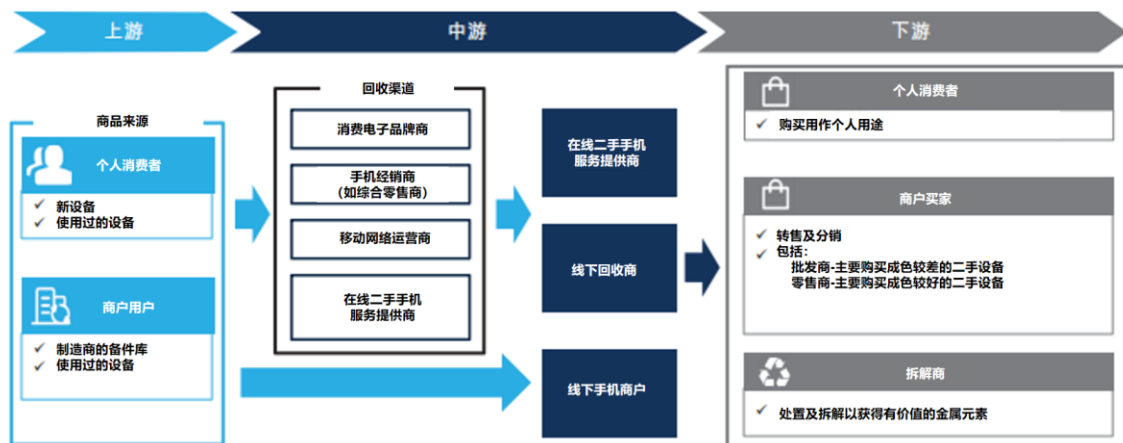 上游
中游
下游
商品来源
个人消费者
新设备
使用过的设备
商户用户
制造商的备件库
使用过的设备
回收渠道
消费电子品牌商
手机经销商
（如综合零售商）
移动网络运营商
在线二手手机
服务提供商
在线二手手机
服务提供商
线下回收商
线下手机商户
个人消费者
购买用作个人用途
商户买家
转售及分销
包括：
批发商-主要购买成色较差的二手设备
零售商-主要购买成色较好的二手设备
拆解商
处置及拆解以获得有价值的金属元素